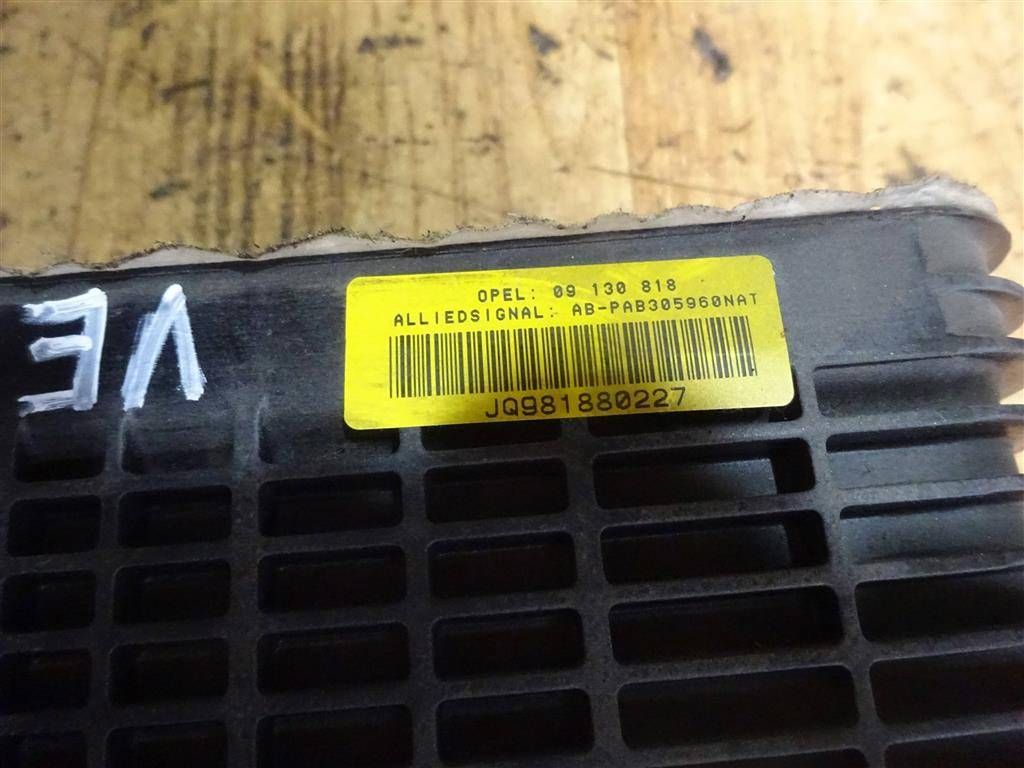 OPEL: 09 130 818
ALLIEDSIGNAL: AB-PAB305960NAT
JQ981880227
VE